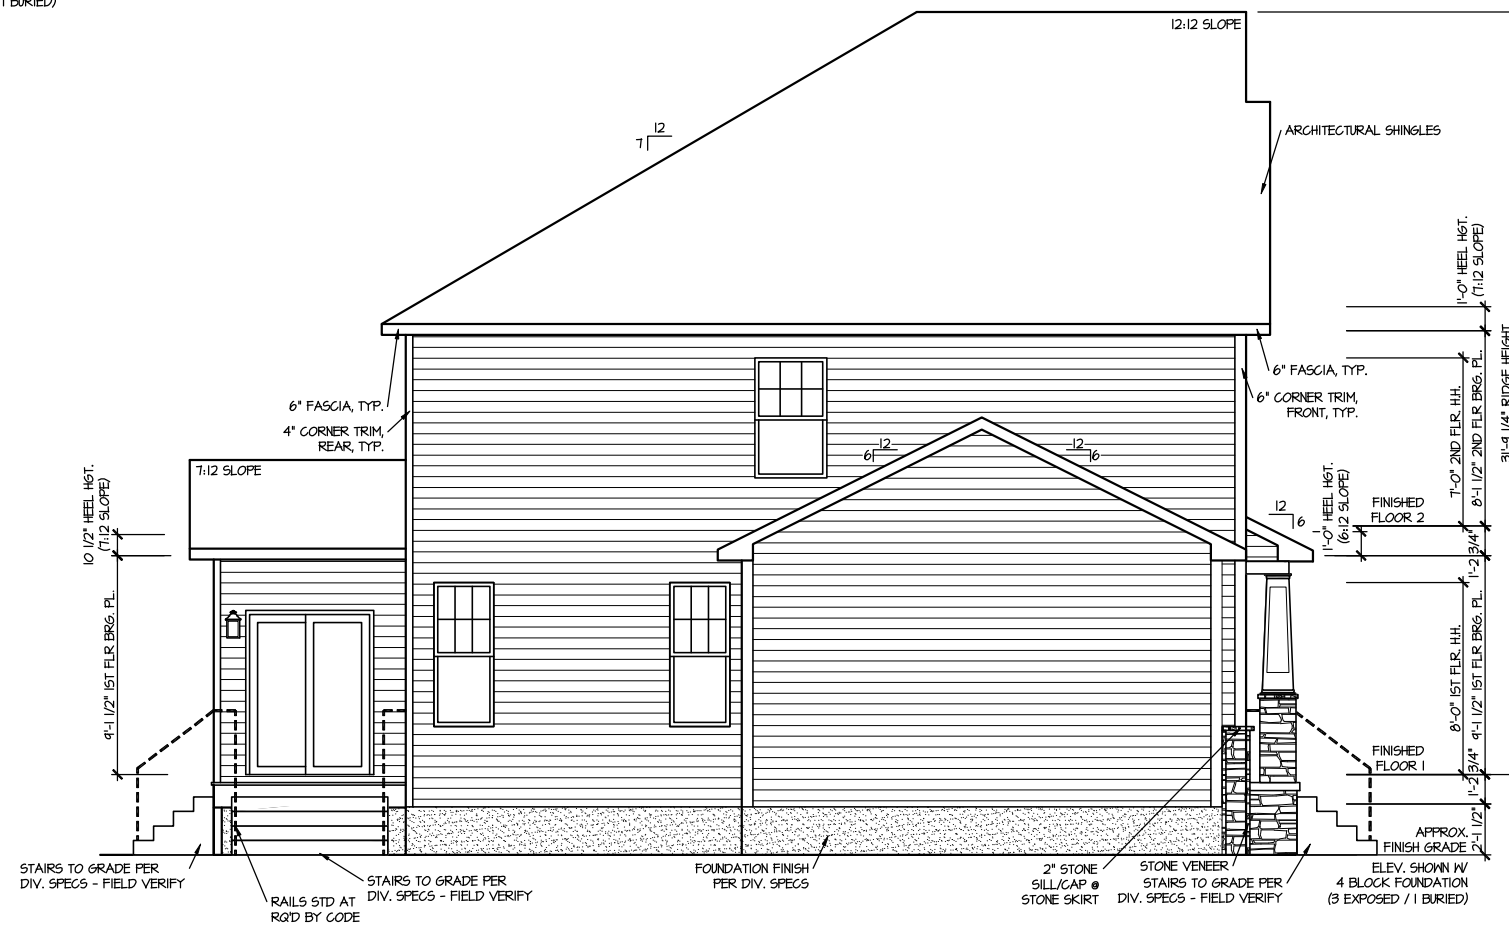 1 BURIED)
12:12 SLOPE
12
7
ARCHITECTURAL SHINGLES
1'-0" HEEL HGT.
(7:12 SLOPE)
6" FASCIA, TYP.
4" CORNER TRIM,
REAR, TYP.
6" FASCIA, TYP.
6" CORNER TRIM,
FRONT, TYP.
7'-0" 2ND FLR. H.H.
8'-1 1/2" 2ND FLR BRG. PL.
31'-9 1/4" RIDGE HEIGHT
12
6
12
6
7:12 SLOPE
10 1/2" HEEL HGT.
(7:12 SLOPE)
12
6
1'-0" HEEL HGT.
(6:12 SLOPE)
FINISHED
FLOOR 2
1'-2 3/4"
9'-1 1/2" 1ST FLR BRG. PL.
8'-0" 1ST FLR. H.H.
9'-1 1/2" 1ST FLR BRG. PL.
FINISHED
FLOOR 1
1'-2 3/4"
2'-1 1/2"
APPROX.
FINISH GRADE
STAIRS TO GRADE PER
DIV. SPECS - FIELD VERIFY
RAILS STD AT
RQ'D BY CODE
STAIRS TO GRADE PER
DIV. SPECS - FIELD VERIFY
FOUNDATION FINISH
PER DIV. SPECS
2" STONE
SILL/CAP @
STONE SKIRT
STONE VENEER
STAIRS TO GRADE PER
DIV. SPECS - FIELD VERIFY
ELEV. SHOWN W/
4 BLOCK FOUNDATION
(3 EXPOSED / 1 BURIED)